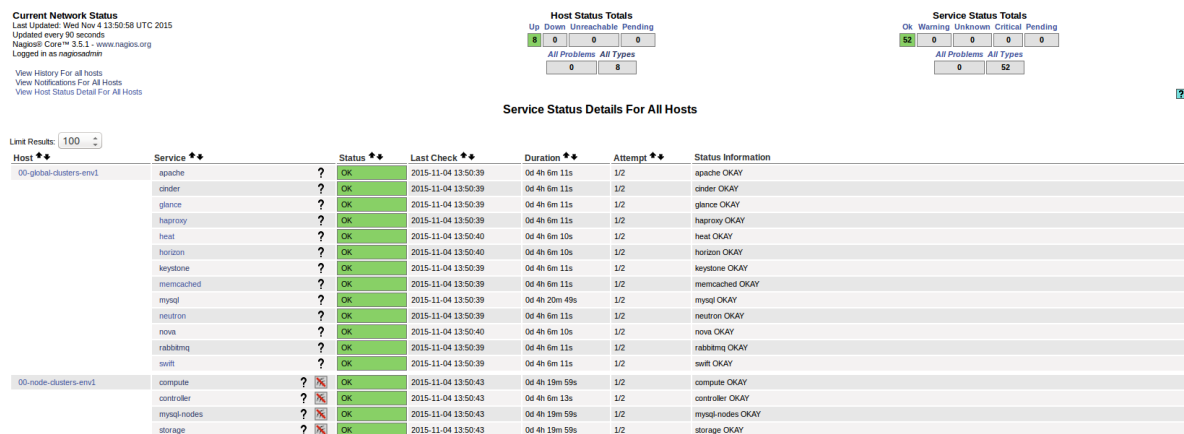 Current Network Status
Last Updated: Wed Nov 4 13:50:58 UTC 2015
Updated every 90 seconds
Nagios® Core™ 3.5.1 - www.nagios.org
Logged in as nagiosadmin
View History For all hosts
View Notifications For All Hosts
View Host Status Detail For All Hosts
Host Status Totals
Up Down Unreachable Pending
8 0 0 0
All Problems All Types
0 8
Service Status Totals
Ok Warning Unknown Critical Pending
52 0 0 0 0
All Problems All Types
0 52
?
Service Status Details For All Hosts
Limit Results: 100
Host Service Status Last Check Duration Attempt Status Information
00-global-clusters-env1 apache ? OK 2015-11-04 13:50:39 0d 4h 6m 11s 1/2 apache OKAY
cinder ? OK 2015-11-04 13:50:39 0d 4h 6m 11s 1/2 cinder OKAY
glance ? OK 2015-11-04 13:50:39 0d 4h 6m 11s 1/2 glance OKAY
haproxy ? OK 2015-11-04 13:50:39 0d 4h 6m 11s 1/2 haproxy OKAY
heat ? OK 2015-11-04 13:50:40 0d 4h 6m 10s 1/2 heat OKAY
horizon ? OK 2015-11-04 13:50:40 0d 4h 6m 10s 1/2 horizon OKAY
keystone ? OK 2015-11-04 13:50:39 0d 4h 6m 11s 1/2 keystone OKAY
memcached ? OK 2015-11-04 13:50:39 0d 4h 6m 11s 1/2 memcached OKAY
mysql ? OK 2015-11-04 13:50:39 0d 4h 20m 49s 1/2 mysql OKAY
neutron ? OK 2015-11-04 13:50:39 0d 4h 6m 11s 1/2 neutron OKAY
nova ? OK 2015-11-04 13:50:40 0d 4h 6m 10s 1/2 nova OKAY
rabbitmq ? OK 2015-11-04 13:50:39 0d 4h 6m 11s 1/2 rabbitmq OKAY
swift ? OK 2015-11-04 13:50:39 0d 4h 6m 11s 1/2 swift OKAY
00-node-clusters-env1 compute ? OK 2015-11-04 13:50:43 0d 4h 19m 59s 1/2 compute OKAY
controller ? OK 2015-11-04 13:50:43 0d 4h 6m 13s 1/2 controller OKAY
mysql-nodes ? OK 2015-11-04 13:50:43 0d 4h 19m 59s 1/2 mysql-nodes OKAY
storage ? OK 2015-11-04 13:50:43 0d 4h 19m 59s 1/2 storage OKAY